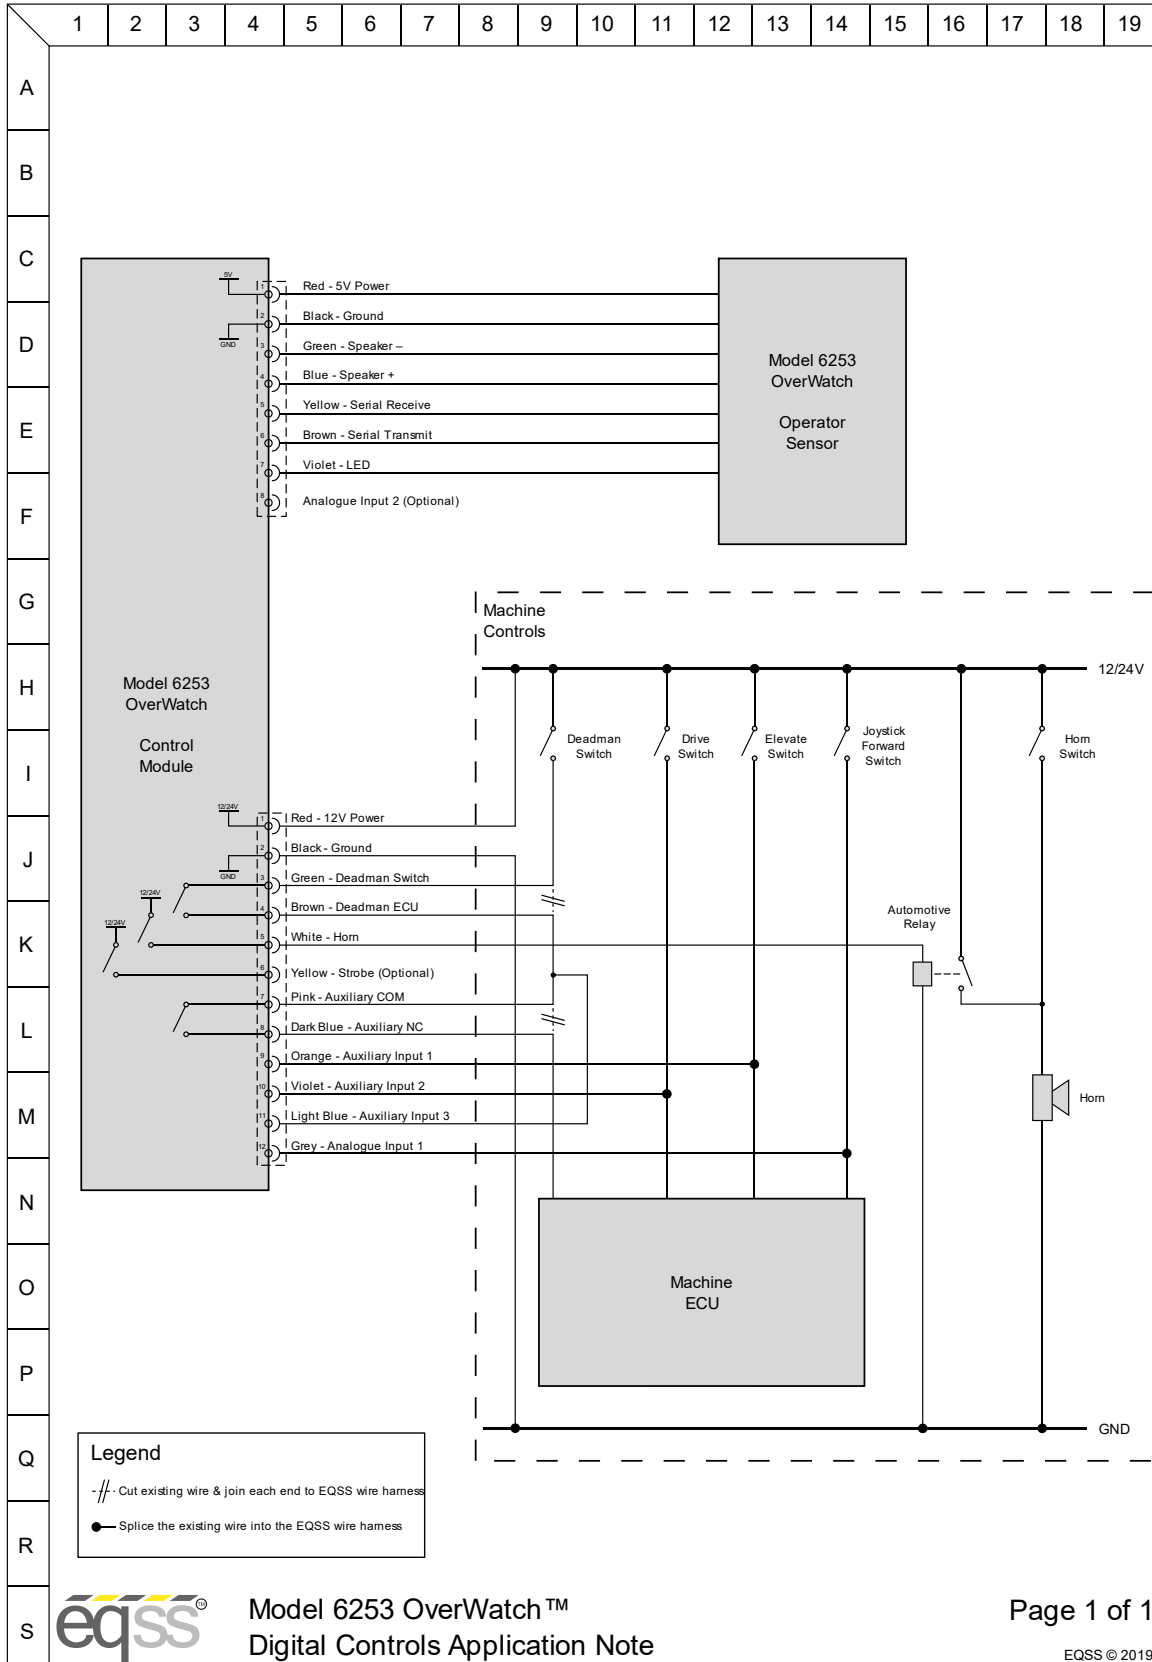 1 2 3 4 5 6 7 8 9 10 11 12 13 14 15 16 17 18 19
A
B
C
D
E
F
G
H
I
J
K
L
M
N
O
P
Q
R
S
5V
GND
1
2
3
4
5
6
7
8
Red - 5V Power
Black - Ground
Green - Speaker –
Blue - Speaker +
Yellow - Serial Receive
Brown - Serial Transmit
Violet - LED
Analogue Input 2 (Optional)
Model 6253
OverWatch
Operator
Sensor
Machine
Controls
12/24V
Model 6253
OverWatch
Control
Module
Deadman
Switch
Drive
Switch
Elevate
Switch
Joystick
Forward
Switch
Horn
Switch
12/24V
GND
12/24V
12/24V
1
2
3
4
5
6
7
8
9
10
11
12
Red - 12V Power
Black - Ground
Green - Deadman Switch
Brown - Deadman ECU
White - Horn
Yellow - Strobe (Optional)
Pink - Auxiliary COM
Dark Blue - Auxiliary NC
Orange - Auxiliary Input 1
Violet - Auxiliary Input 2
Light Blue - Auxiliary Input 3
Grey - Analogue Input 1
Automotive
Relay
Horn
Machine
ECU
GND
Legend
Cut existing wire & join each end to EQSS wire harness
Splice the existing wire into the EQSS wire harness
eqss TM
Model 6253 OverWatch™
Digital Controls Application Note
Page 1 of 1
EQSS © 2019